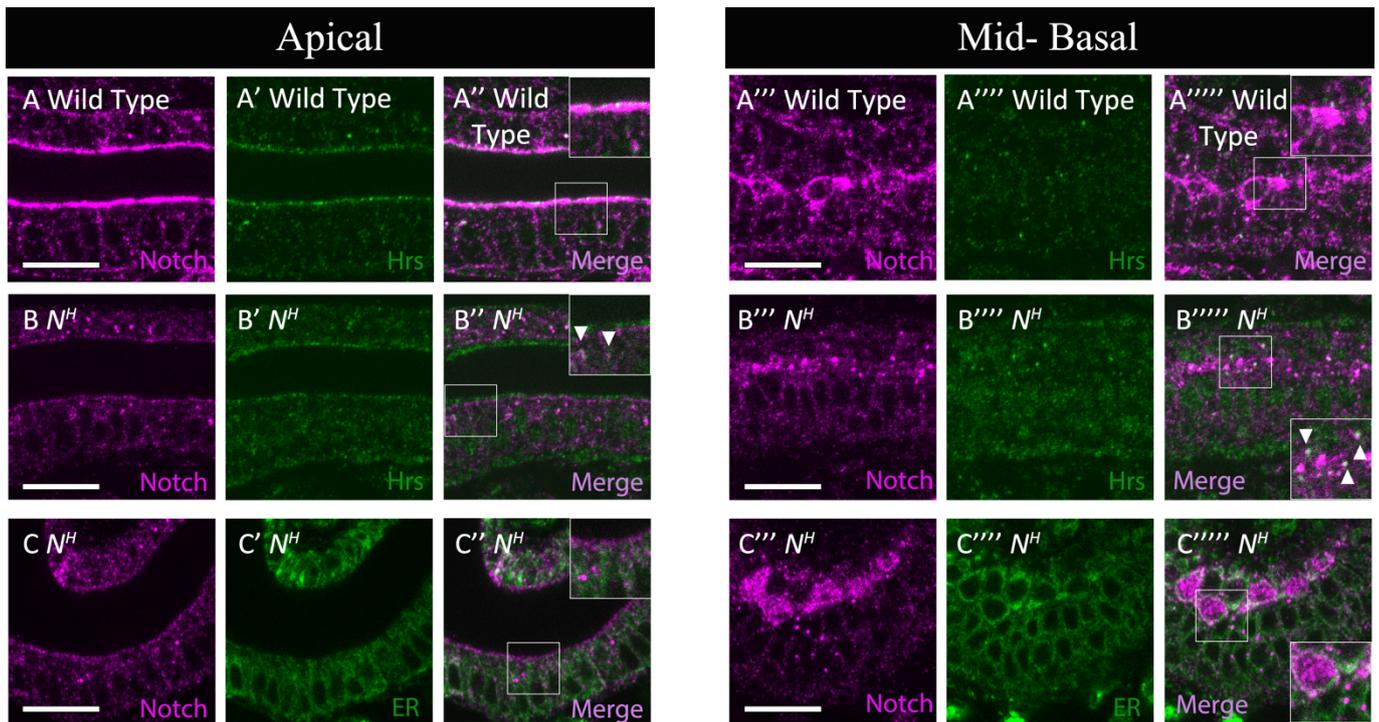 Apical
Mid- Basal
A Wild Type
Notch
A' Wild Type
Hrs
A'' Wild
Type
Merge
A''' Wild Type
Notch
A'''' Wild Type
Hrs
A''''' Wild
Type
Merge
B N^H
Notch
B' N^H
Hrs
B'' N^H
Merge
B''' N^H
Notch
B'''' N^H
Hrs
B''''' N^H
Merge
C N^H
Notch
C' N^H
ER
C'' N^H
Merge
C''' N^H
Notch
C'''' N^H
ER
C''''' N^H
Merge